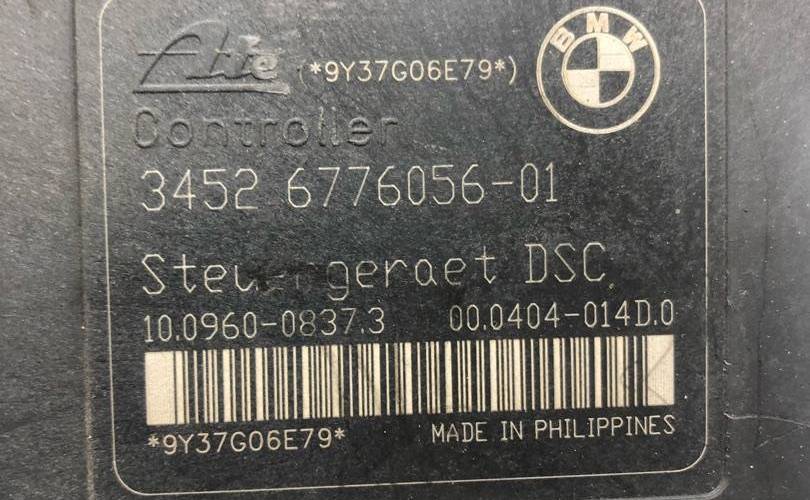 Ate (*9Y37G06E79*)
BMW
Controller
3452 6776056-01
Steuergeraet DSC
10.0960-0837.3 00.0404-014D.0
*9Y37G06E79* MADE IN PHILIPPINES